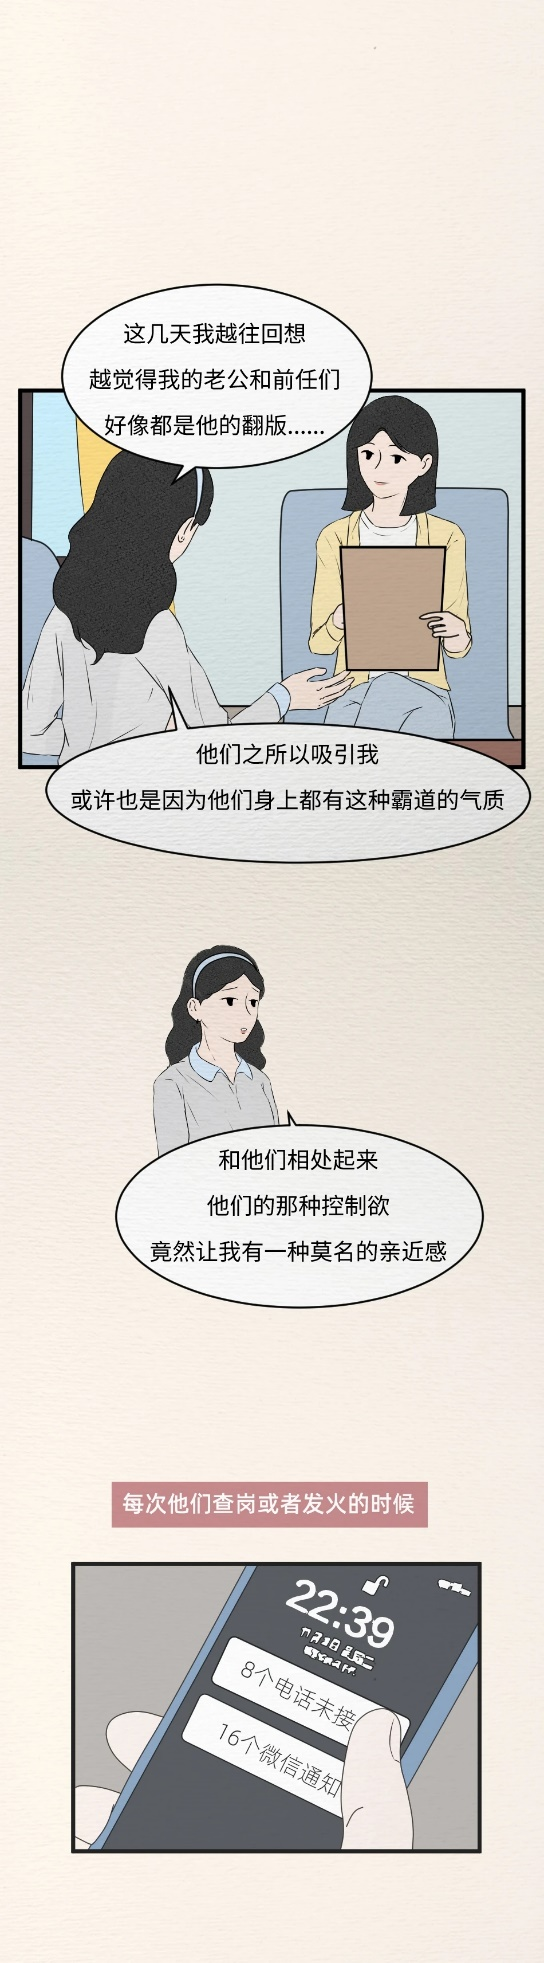 这几天我越往回想
越觉得我的老公和前任们
好像都是他的翻版……
他们之所以吸引我
或许也是因为他们身上都有这种霸道的气质
和他们相处起来
他们的那种控制欲
竟然让我有一种莫名的亲近感
每次他们查岗或者发火的时候
22:39
8个电话未接
16个微信通知